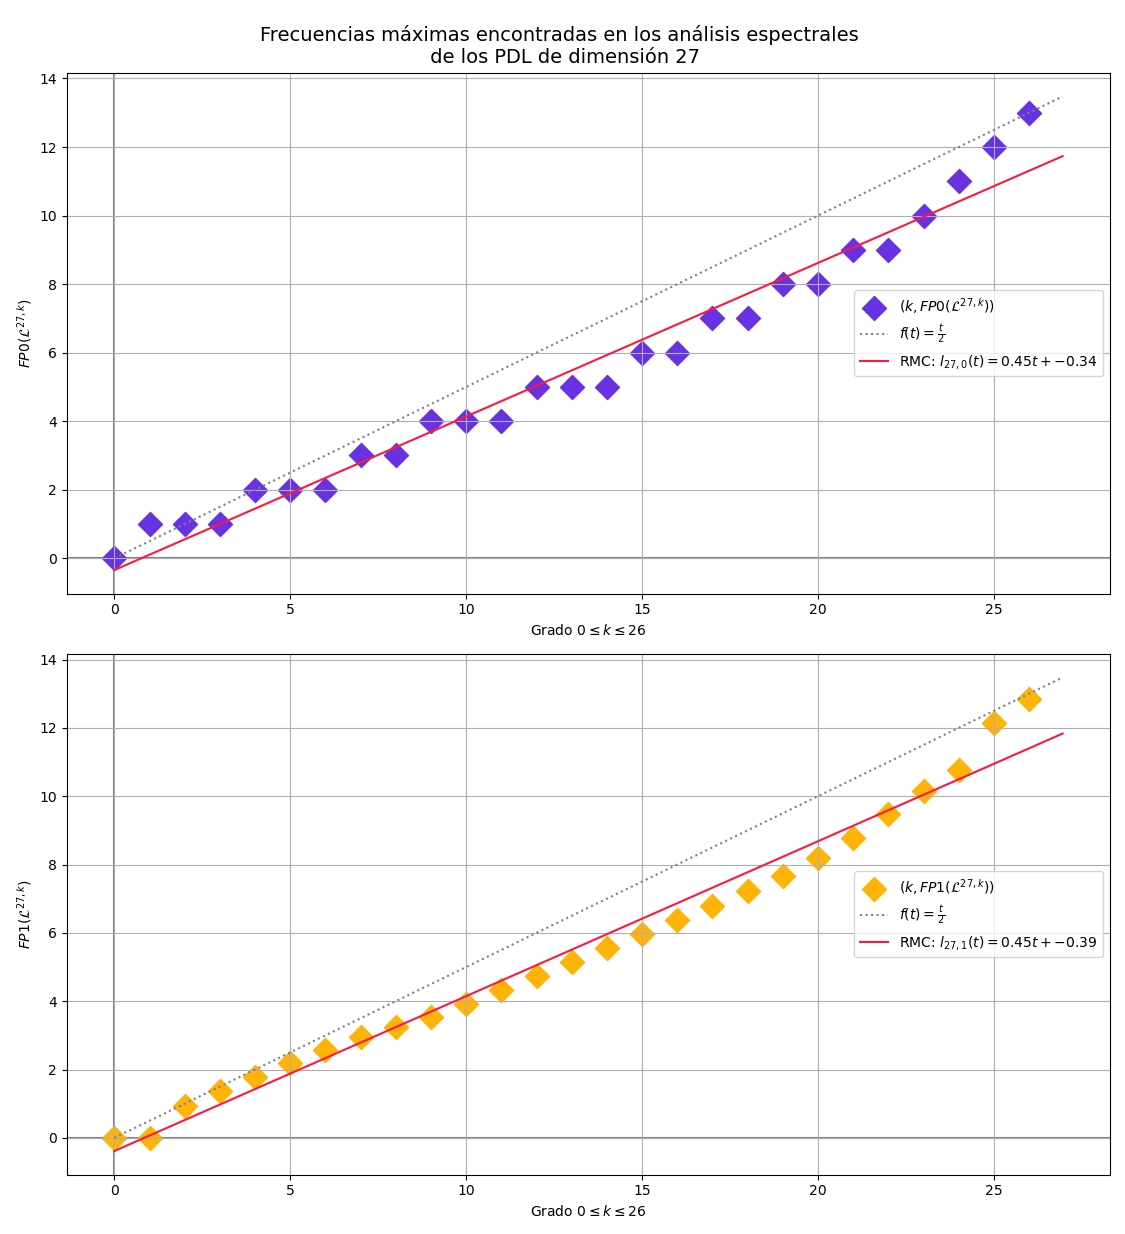 Frecuencias máximas encontradas en los análisis espectrales
de los PDL de dimensión 27
14
12
10
8
6
4
2
0
FP0(ℒ^{27,k})
(k, FP0(ℒ^{27,k}))
f(t) = t/2
RMC: l_{27,0}(t) = 0.45t + −0.34
0 5 10 15 20 25
Grado 0 ≤ k ≤ 26
14
12
10
8
6
4
2
0
FP1(ℒ^{27,k})
(k, FP1(ℒ^{27,k}))
f(t) = t/2
RMC: l_{27,1}(t) = 0.45t + −0.39
0 5 10 15 20 25
Grado 0 ≤ k ≤ 26